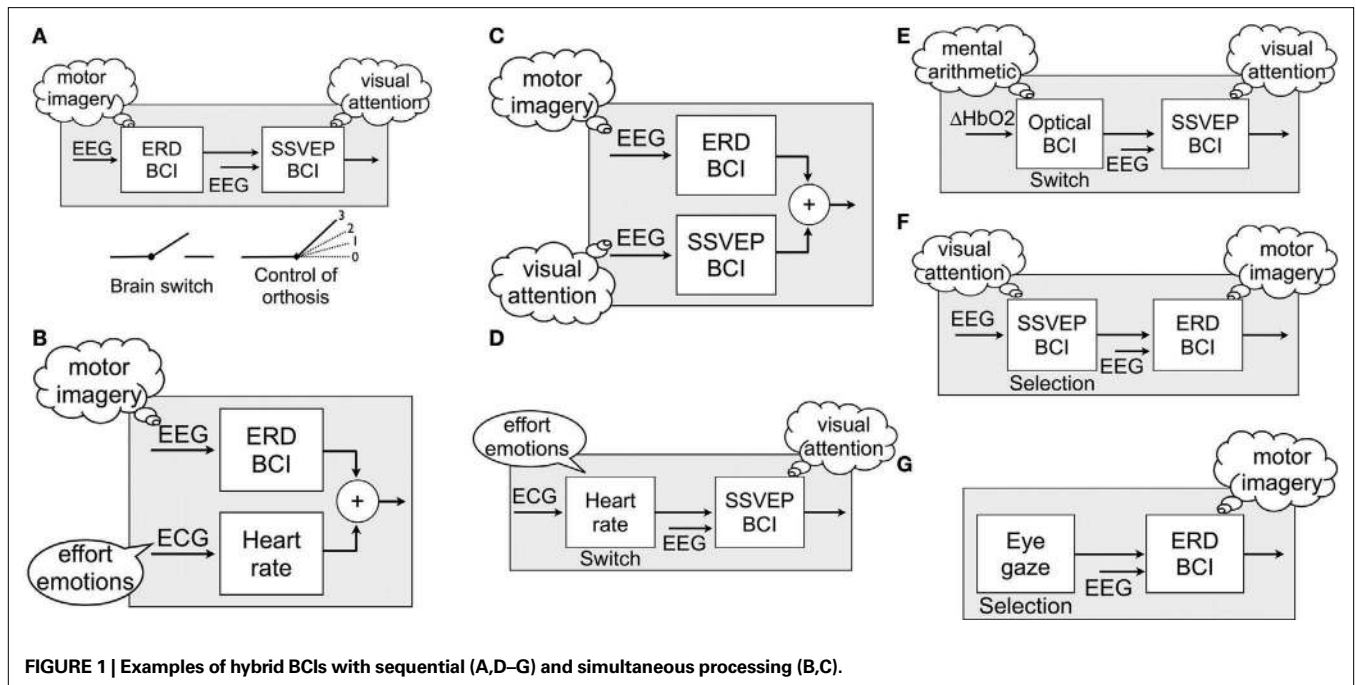 A
motor
imagery
visual
attention
EEG
ERD
BCI
EEG
SSVEP
BCI
Brain switch
3
2
1
0
Control of
orthosis
B
motor
imagery
EEG
ERD
BCI
+
effort
emotions
ECG
Heart
rate
C
motor
imagery
EEG
ERD
BCI
+
EEG
SSVEP
BCI
visual
attention
D
effort
emotions
visual
attention
ECG
Heart
rate
Switch
EEG
SSVEP
BCI
E
mental
arithmetic
visual
attention
ΔHbO2
Optical
BCI
Switch
EEG
SSVEP
BCI
F
visual
attention
motor
imagery
EEG
SSVEP
BCI
Selection
EEG
ERD
BCI
G
motor
imagery
Eye
gaze
Selection
EEG
ERD
BCI
FIGURE 1 | Examples of hybrid BCIs with sequential (A,D–G) and simultaneous processing (B,C).